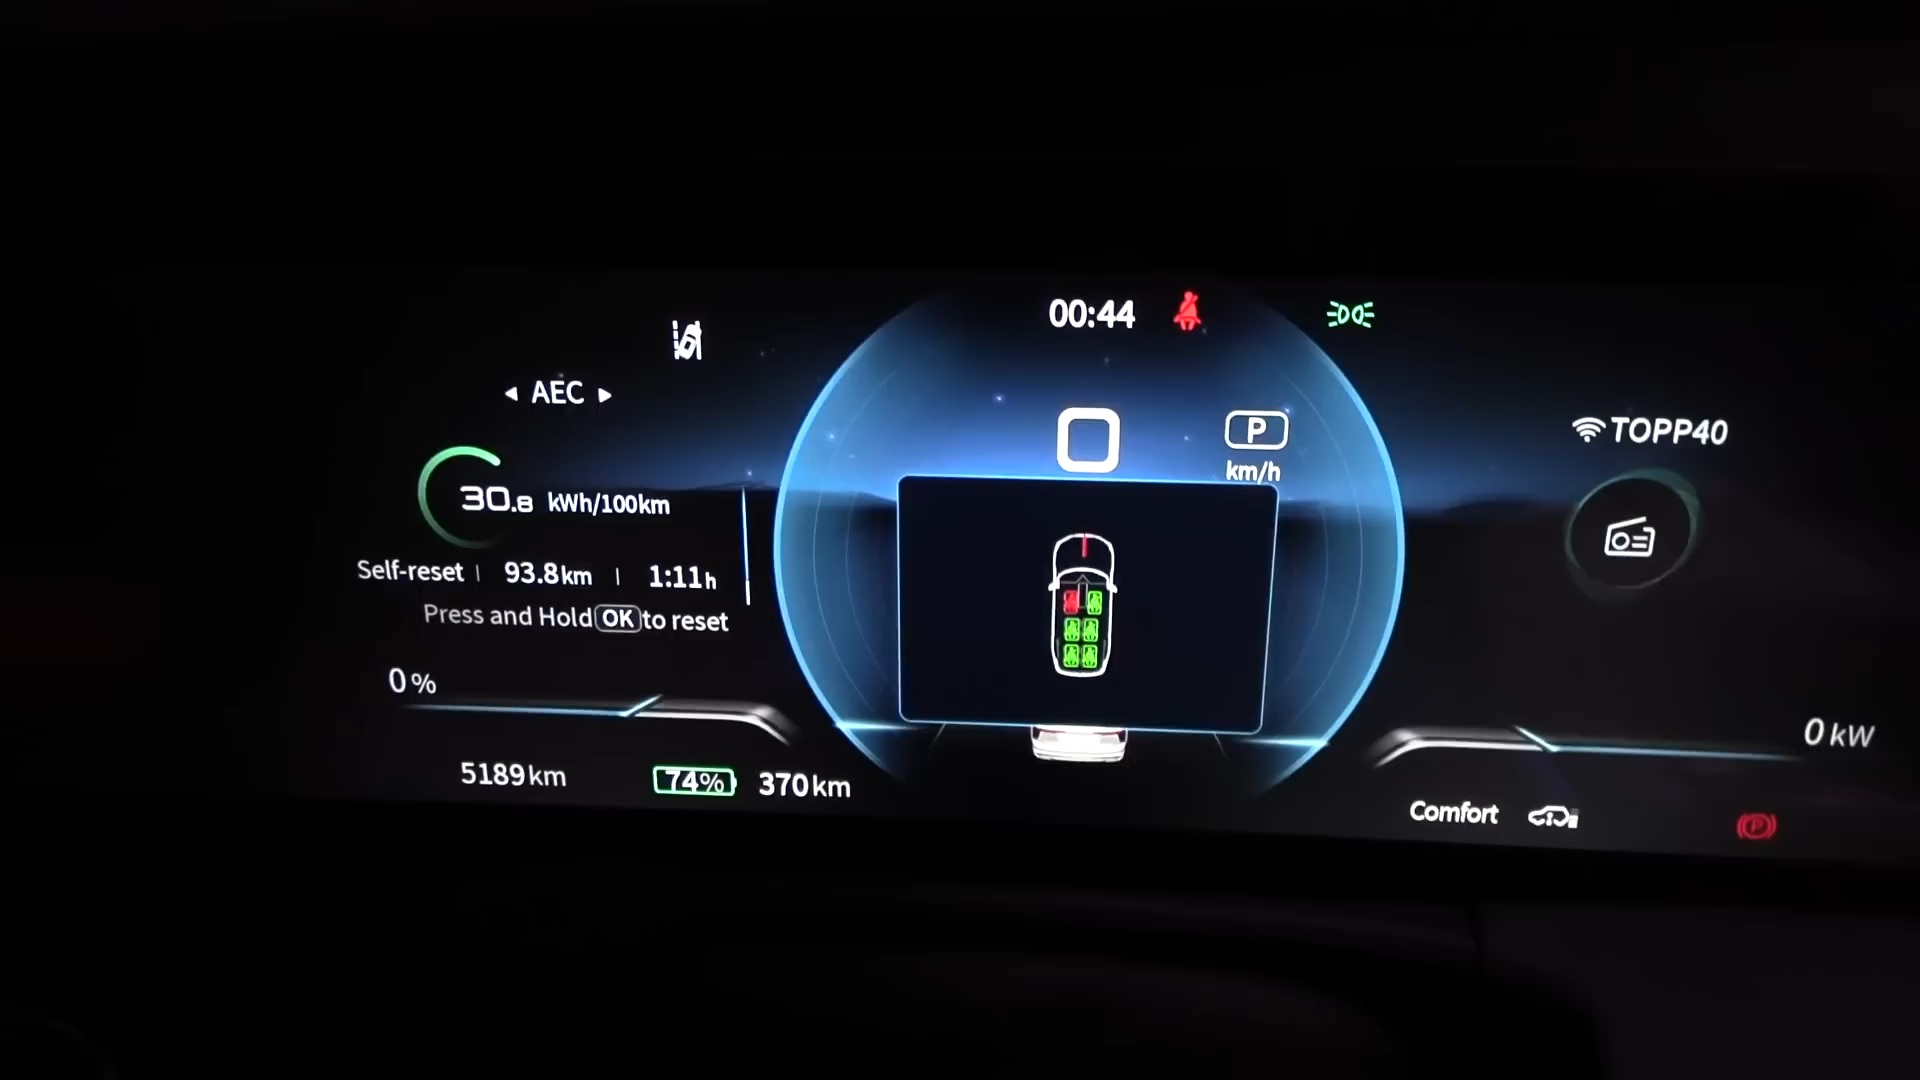 00:44
◂ AEC ▸
0
P
km/h
TOPP40
30.8 kWh/100km
Self-reset | 93.8km | 1:11h
Press and Hold OK to reset
0%
0 kW
5189km
74%
370km
Comfort
P